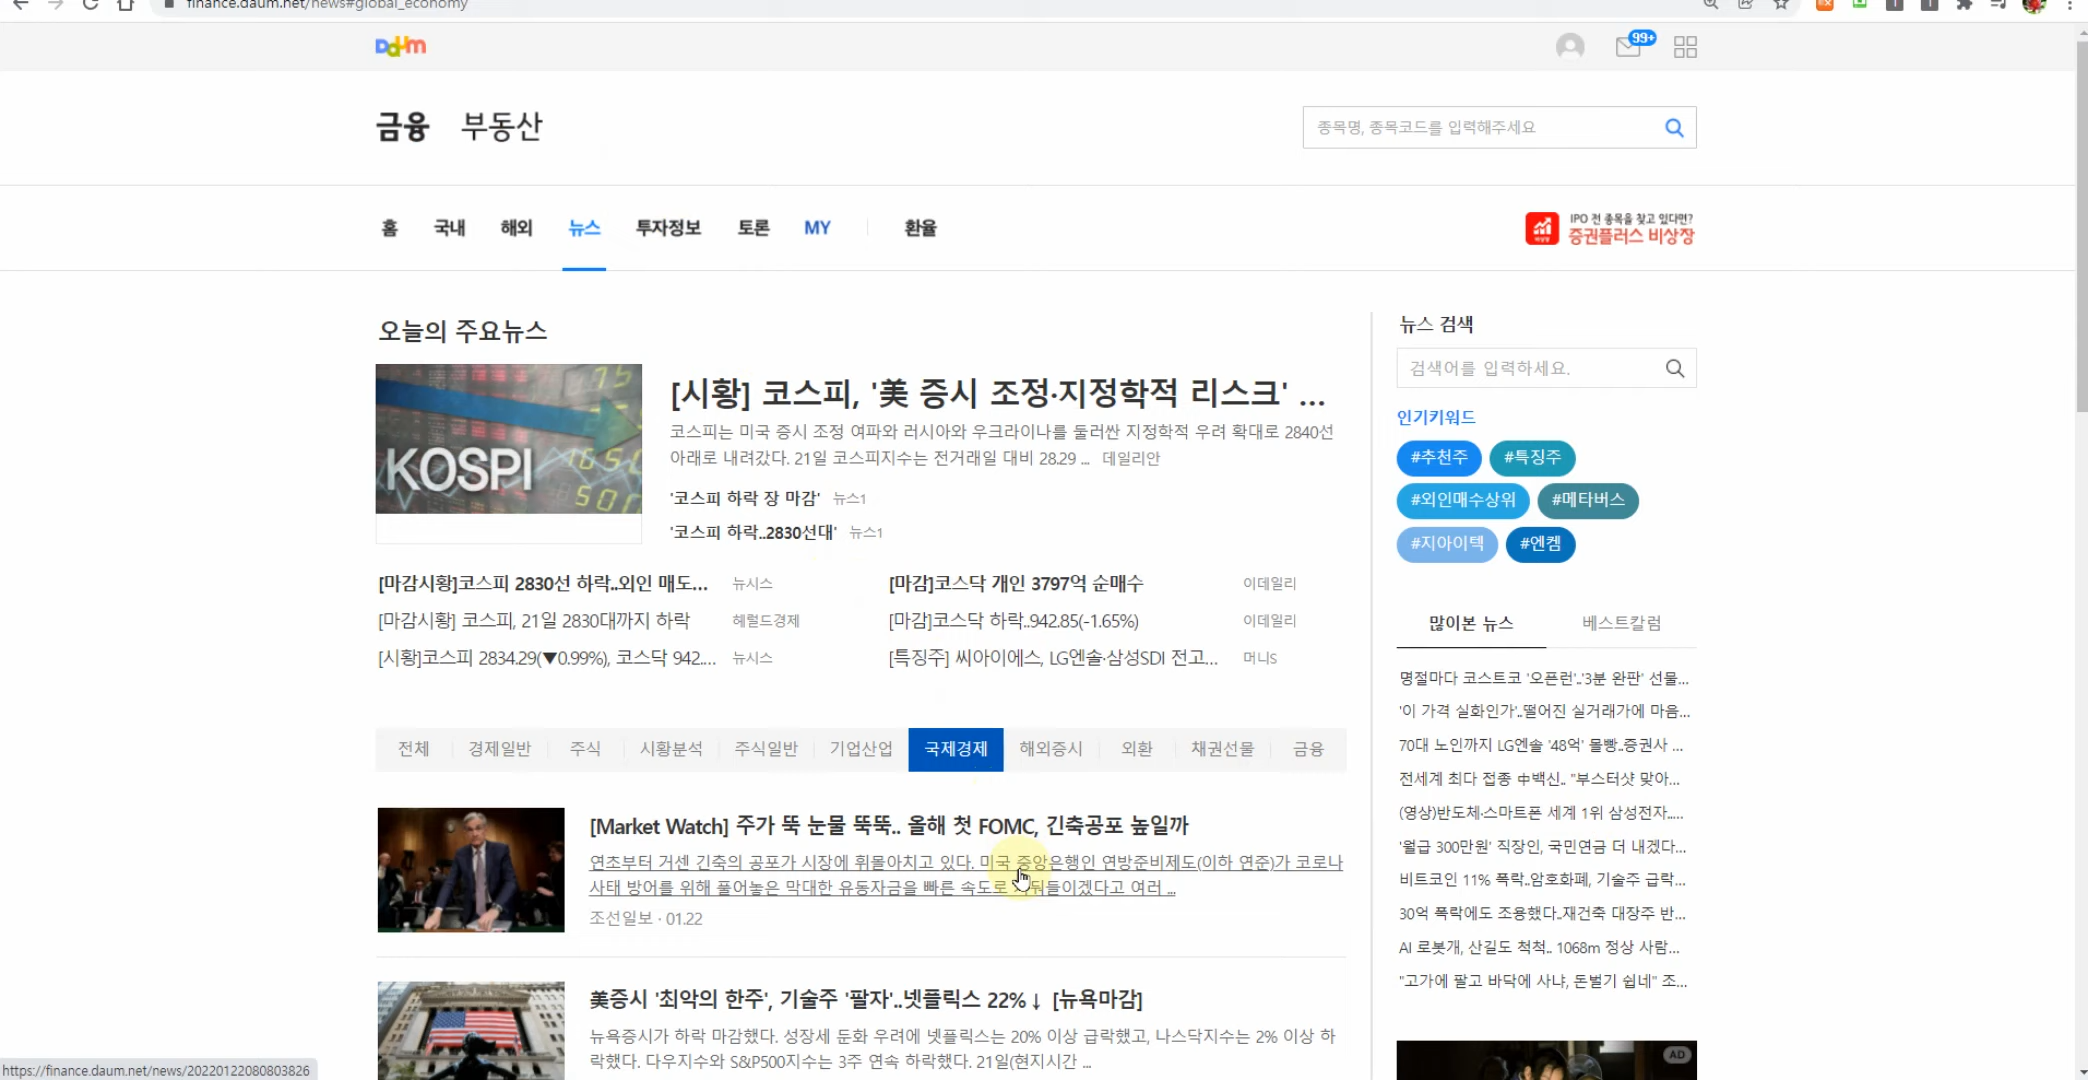 finance.daum.net/news#global_economy
Daum
99+
금융 부동산
종목명, 종목코드를 입력해주세요
홈 국내 해외 뉴스 투자정보 토론 MY 환율
IPO 전 종목을 찾고 있다면?
증권플러스 비상장
오늘의 주요뉴스
KOSPI
[시황] 코스피, '美 증시 조정·지정학적 리스크' ...
코스피는 미국 증시 조정 여파와 러시아와 우크라이나를 둘러싼 지정학적 우려 확대로 2840선
아래로 내려갔다. 21일 코스피지수는 전거래일 대비 28.29 ... 데일리안
'코스피 하락 장 마감' 뉴스1
'코스피 하락..2830선대' 뉴스1
[마감시황]코스피 2830선 하락..외인 매도... 뉴시스
[마감]코스닥 개인 3797억 순매수 이데일리
[마감시황] 코스피, 21일 2830대까지 하락 헤럴드경제
[마감]코스닥 하락..942.85(-1.65%) 이데일리
[시황]코스피 2834.29(▼0.99%), 코스닥 942.... 뉴시스
[특징주] 씨아이에스, LG엔솔·삼성SDI 전고... 머니S
전체 경제일반 주식 시황분석 주식일반 기업산업 국제경제 해외증시 외환 채권선물 금융
[Market Watch] 주가 뚝 눈물 뚝뚝.. 올해 첫 FOMC, 긴축공포 높일까
연초부터 거센 긴축의 공포가 시장에 휘몰아치고 있다. 미국 중앙은행인 연방준비제도(이하 연준)가 코로나
사태 방어를 위해 풀어놓은 막대한 유동자금을 빠른 속도로 거둬들이겠다고 여러 ...
조선일보 · 01.22
美증시 '최악의 한주', 기술주 '팔자'..넷플릭스 22%↓ [뉴욕마감]
뉴욕증시가 하락 마감했다. 성장세 둔화 우려에 넷플릭스는 20% 이상 급락했고, 나스닥지수는 2% 이상 하
락했다. 다우지수와 S&P500지수는 3주 연속 하락했다. 21일(현지시간 ...
뉴스 검색
검색어를 입력하세요.
인기키워드
#추천주 #특징주
#외인매수상위 #메타버스
#지아이텍 #엔켐
많이본 뉴스 베스트칼럼
명절마다 코스트코 '오픈런'..'3분 완판' 선물...
'이 가격 실화인가'..떨어진 실거래가에 마음...
70대 노인까지 LG엔솔 '48억' 몰빵..증권사 ...
전세계 최다 접종 中백신.. "부스터샷 맞아...
(영상)반도체·스마트폰 세계 1위 삼성전자.....
'월급 300만원' 직장인, 국민연금 더 내겠다...
비트코인 11% 폭락..암호화폐, 기술주 급락...
30억 폭락에도 조용했다..재건축 대장주 반...
AI 로봇개, 산길도 척척.. 1068m 정상 사람...
"고가에 팔고 바닥에 사냐, 돈벌기 쉽네" 조...
AD
https://finance.daum.net/news/20220122080803826